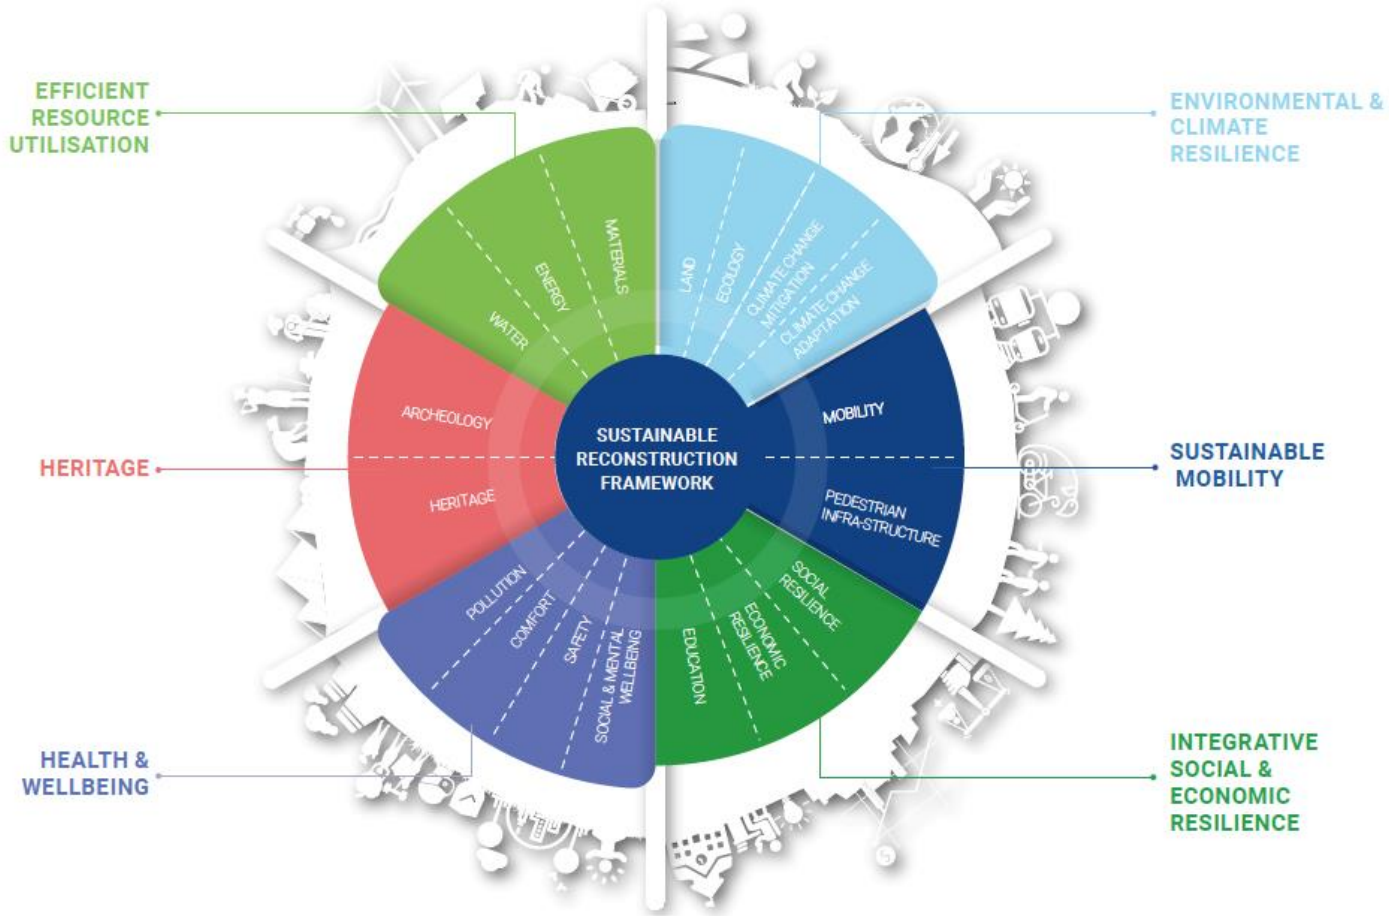 EFFICIENT
RESOURCE
UTILISATION
ENVIRONMENTAL &
CLIMATE
RESILIENCE
MATERIALS
ENERGY
WATER
LAND
ECOLOGY
CLIMATE CHANGE
MITIGATION
CLIMATE CHANGE
ADAPTATION
ARCHEOLOGY
HERITAGE
HERITAGE
SUSTAINABLE
RECONSTRUCTION
FRAMEWORK
MOBILITY
PEDESTRIAN
INFRA-STRUCTURE
SUSTAINABLE
MOBILITY
POLLUTION
COMFORT
SAFETY
SOCIAL & MENTAL
WELLBEING
EDUCATION
ECONOMIC
RESILIENCE
SOCIAL
RESILIENCE
HEALTH &
WELLBEING
INTEGRATIVE
SOCIAL &
ECONOMIC
RESILIENCE